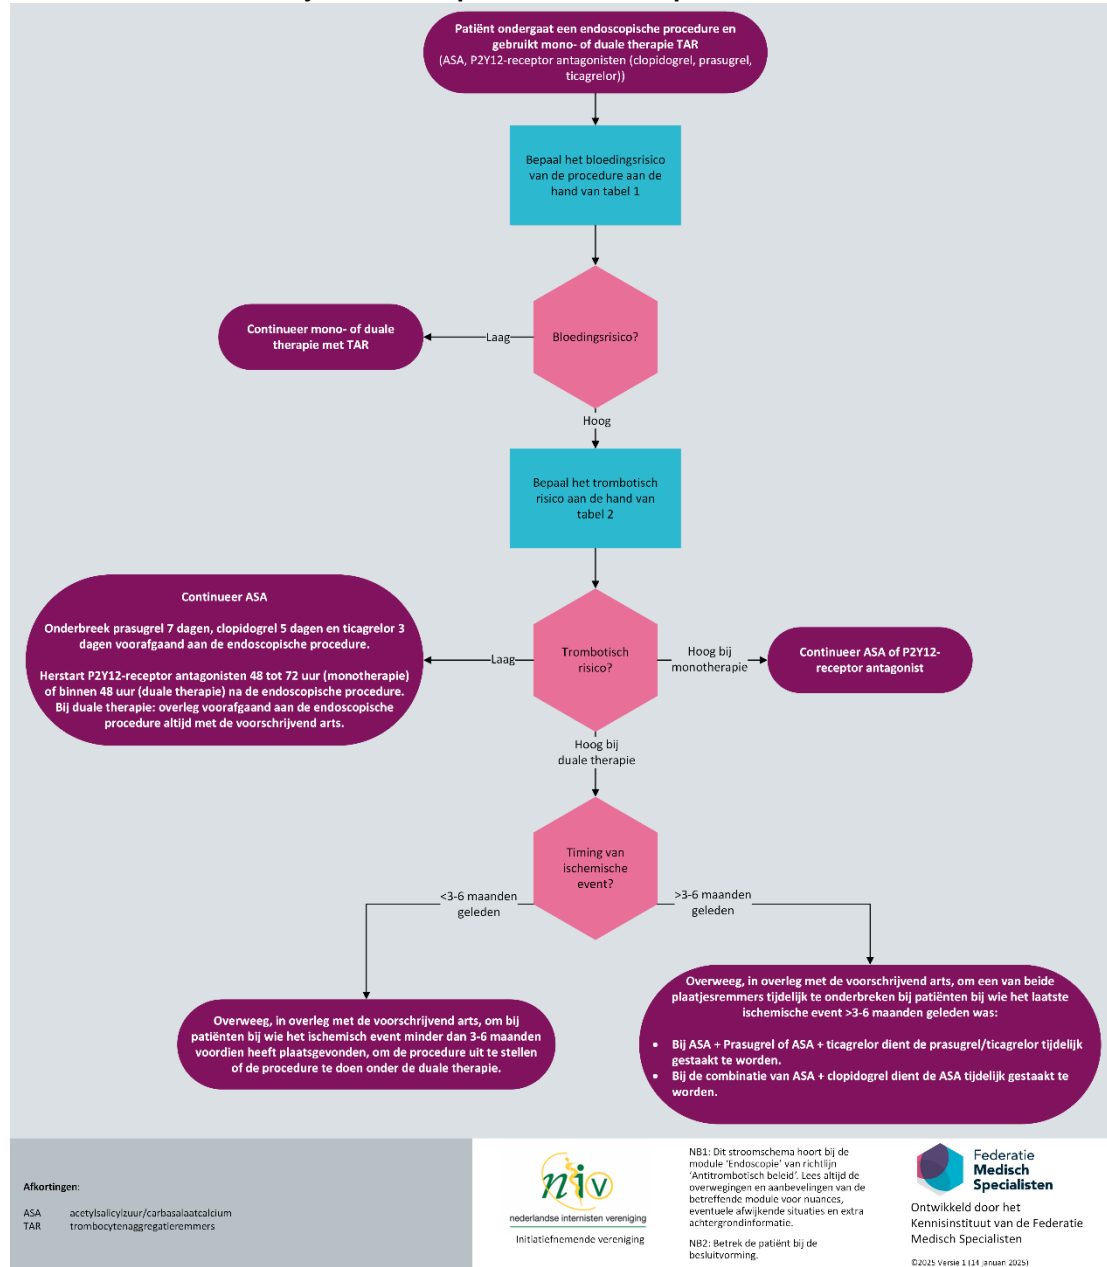 Patiënt ondergaat een endoscopische procedure en
gebruikt mono- of duale therapie TAR
(ASA, P2Y12-receptor antagonisten (clopidogrel, prasugrel,
ticagrelor))
Bepaal het bloedingsrisico
van de procedure aan de
hand van tabel 1
Bloedingsrisico?
Laag
Continueer mono- of duale
therapie met TAR
Hoog
Bepaal het trombotisch
risico aan de hand van
tabel 2
Trombotisch
risico?
Laag
Continueer ASA
Onderbreek prasugrel 7 dagen, clopidogrel 5 dagen en ticagrelor 3
dagen voorafgaand aan de endoscopische procedure.
Herstart P2Y12-receptor antagonisten 48 tot 72 uur (monotherapie)
of binnen 48 uur (duale therapie) na de endoscopische procedure.
Bij duale therapie: overleg voorafgaand aan de endoscopische
procedure altijd met de voorschrijvend arts.
Hoog bij
monotherapie
Continueer ASA of P2Y12-
receptor antagonist
Hoog bij
duale therapie
Timing van
ischemische
event?
<3-6 maanden
geleden
>3-6 maanden
geleden
Overweeg, in overleg met de voorschrijvend arts, om bij
patiënten bij wie het ischemisch event minder dan 3-6 maanden
voordien heeft plaatsgevonden, om de procedure uit te stellen
of de procedure te doen onder de duale therapie.
Overweeg, in overleg met de voorschrijvend arts, om een van beide
plaatjesremmers tijdelijk te onderbreken bij patiënten bij wie het laatste
ischemische event >3-6 maanden geleden was:
• Bij ASA + Prasugrel of ASA + ticagrelor dient de prasugrel/ticagrelor tijdelijk
gestaakt te worden.
• Bij de combinatie van ASA + clopidogrel dient de ASA tijdelijk gestaakt te
worden.
Afkortingen:
ASA acetylsalicylzuur/carbasalaatcalcium
TAR trombocytenaggregatieremmers
niv
nederlandse internisten vereniging
Initiatiefnemende vereniging
NB1: Dit stroomschema hoort bij de
module ‘Endoscopie’ van richtlijn
‘Antitrombotisch beleid’. Lees altijd de
overwegingen en aanbevelingen van de
betreffende module voor nuances,
eventuele afwijkende situaties en extra
achtergrondinformatie.
NB2: Betrek de patiënt bij de
besluitvorming.
Federatie
Medisch
Specialisten
Ontwikkeld door het
Kennisinstituut van de Federatie
Medisch Specialisten
©2025 Versie 1 (14 januari 2025)